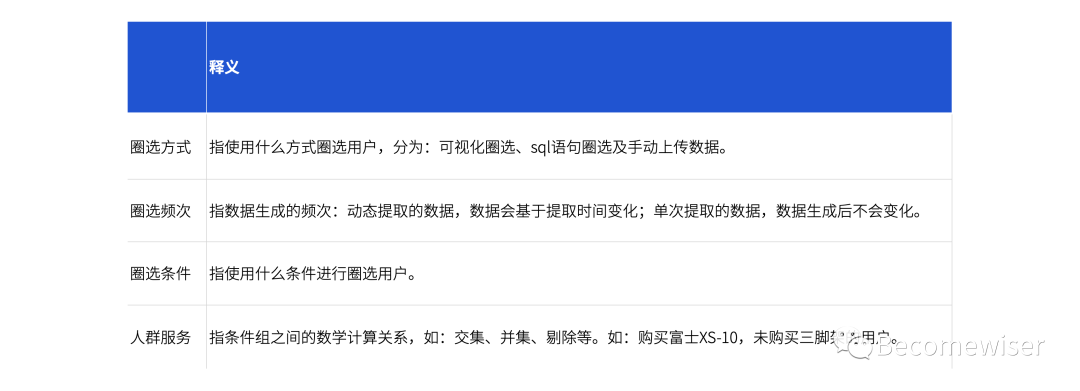 释义
圈选方式 指使用什么方式圈选用户，分为：可视化圈选、sql语句圈选及手动上传数据。
圈选频次 指数据生成的频次：动态提取的数据，数据会基于提取时间变化；单次提取的数据，数据生成后不会变化。
圈选条件 指使用什么条件进行圈选用户。
人群服务 指条件组之间的数学计算关系，如：交集、并集、剔除等。如：购买富士XS-10，未购买三脚架的用户。
Becomewiser